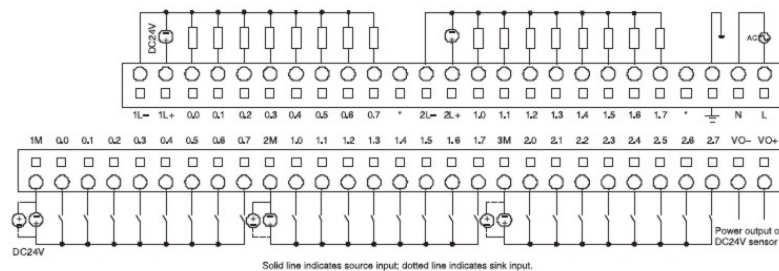 DC24V
AC
1L− 1L+ 0.0 0.1 0.2 0.3 0.4 0.5 0.6 0.7 * 2L− 2L+ 1.0 1.1 1.2 1.3 1.4 1.5 1.6 1.7 * N L
1M 0.0 0.1 0.2 0.3 0.4 0.5 0.6 0.7 2M 1.0 1.1 1.2 1.3 1.4 1.5 1.6 1.7 3M 2.0 2.1 2.2 2.3 2.4 2.5 2.6 2.7 VO− VO+
DC24V
Power output o
DC24V sensor
Solid line indicates source input; dotted line indicates sink input.